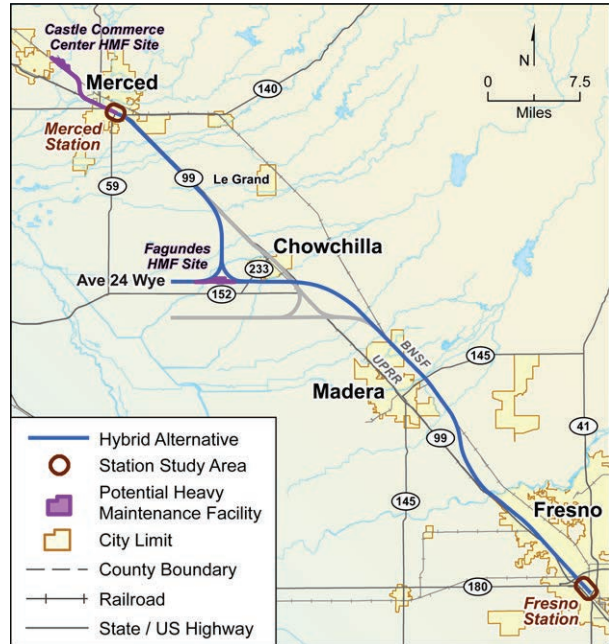 Castle Commerce
Center HMF Site
Merced
Merced
Station
140
N
0 7.5
Miles
59
99
Le Grand
Fagundes
HMF Site
Chowchilla
233
Ave 24 Wye
152
BNSF
UPRR
145
Madera
99
41
145
Fresno
180
Fresno
Station
Hybrid Alternative
Station Study Area
Potential Heavy
Maintenance Facility
City Limit
County Boundary
Railroad
State / US Highway